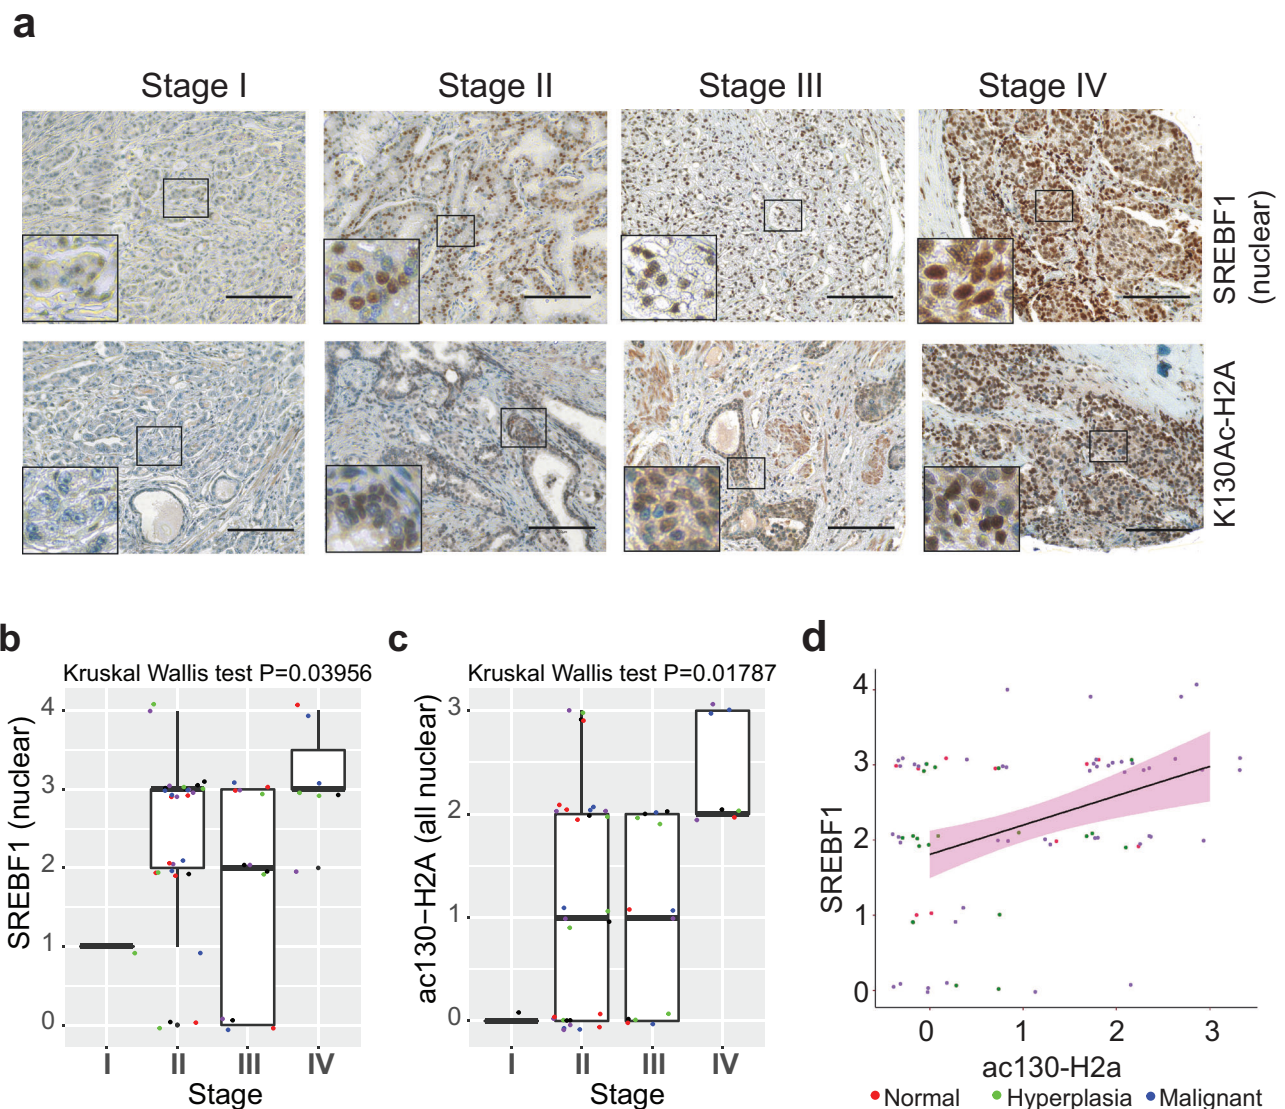 a
Stage I
Stage II
Stage III
Stage IV
SREBF1
(nuclear)
K130Ac-H2A
b
Kruskal Wallis test P=0.03956
SREBF1 (nuclear)
4
3
2
1
0
I
II
III
IV
Stage
c
Kruskal Wallis test P=0.01787
ac130−H2A (all nuclear)
3
2
1
0
I
II
III
IV
Stage
d
SREBF1
4
3
2
1
0
0
1
2
3
ac130-H2a
Normal
Hyperplasia
Malignant